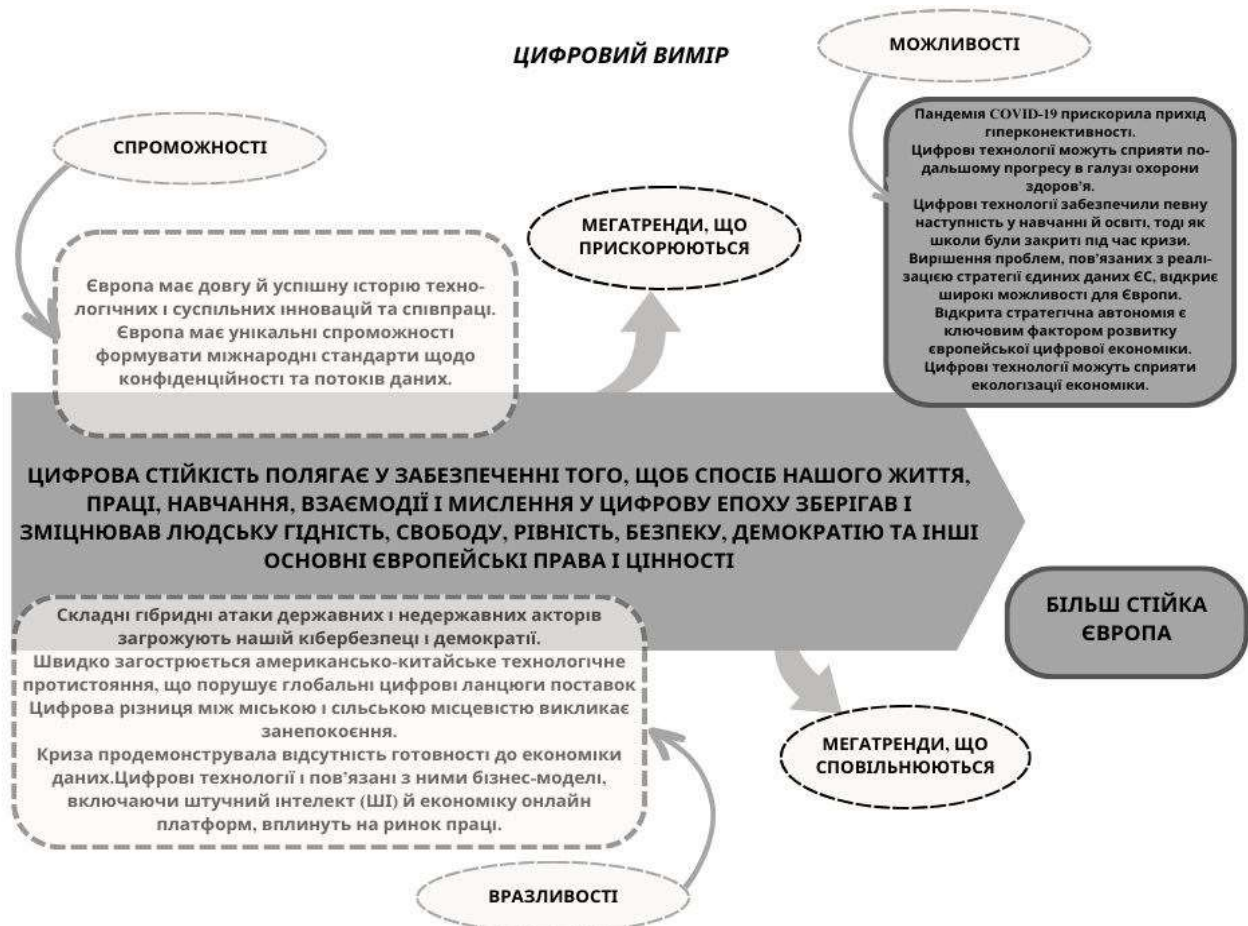 ЦИФРОВИЙ ВИМІР
МОЖЛИВОСТІ
Пандемія COVID-19 прискорила прихід
гіперконективності.
Цифрові технології можуть сприяти по-
дальшому прогресу в галузі охорони
здоров'я.
Цифрові технології забезпечили певну
наступність у навчанні й освіті, тоді як
школи були закриті під час кризи.
Вирішення проблем, пов'язаних з реалі-
зацією стратегії єдиних даних ЄС, відкриє
широкі можливості для Європи.
Відкрита стратегічна автономія є
ключовим фактором розвитку
європейської цифрової економіки.
Цифрові технології можуть сприяти
екологізації економіки.
СПРОМОЖНОСТІ
Європа має довгу й успішну історію техно-
логічних і суспільних інновацій та співпраці.
Європа має унікальні спроможності
формувати міжнародні стандарти щодо
конфіденційності та потоків даних.
МЕГАТРЕНДИ, ЩО
ПРИСКОРЮЮТЬСЯ
ЦИФРОВА СТІЙКІСТЬ ПОЛЯГАЄ У ЗАБЕЗПЕЧЕННІ ТОГО, ЩОБ СПОСІБ НАШОГО ЖИТТЯ,
ПРАЦІ, НАВЧАННЯ, ВЗАЄМОДІЇ І МИСЛЕННЯ У ЦИФРОВУ ЕПОХУ ЗБЕРІГАВ І
ЗМІЦНЮВАВ ЛЮДСЬКУ ГІДНІСТЬ, СВОБОДУ, РІВНІСТЬ, БЕЗПЕКУ, ДЕМОКРАТІЮ ТА ІНШІ
ОСНОВНІ ЄВРОПЕЙСЬКІ ПРАВА І ЦІННОСТІ
БІЛЬШ СТІЙКА
ЄВРОПА
Складні гібридні атаки державних і недержавних акторів
загрожують нашій кібербезпеці і демократії.
Швидко загострюється американсько-китайське технологічне
протистояння, що порушує глобальні цифрові ланцюги поставок
Цифрова різниця між міською і сільською місцевістю викликає
занепокоєння.
Криза продемонструвала відсутність готовності до економіки
даних.Цифрові технології і пов'язані з ними бізнес-моделі,
включаючи штучний інтелект (ШІ) й економіку онлайн
платформ, вплинуть на ринок праці.
МЕГАТРЕНДИ, ЩО
СПОВІЛЬНЮЮТЬСЯ
ВРАЗЛИВОСТІ